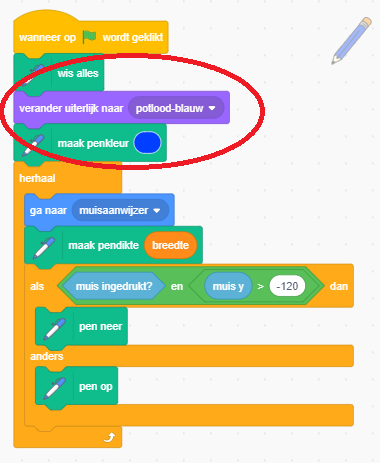 wanneer op wordt geklikt
wis alles
verander uiterlijk naar potlood-blauw
maak penkleur
herhaal
ga naar muisaanwijzer
maak pendikte breedte
als muis ingedrukt? en muis y > -120 dan
pen neer
anders
pen op